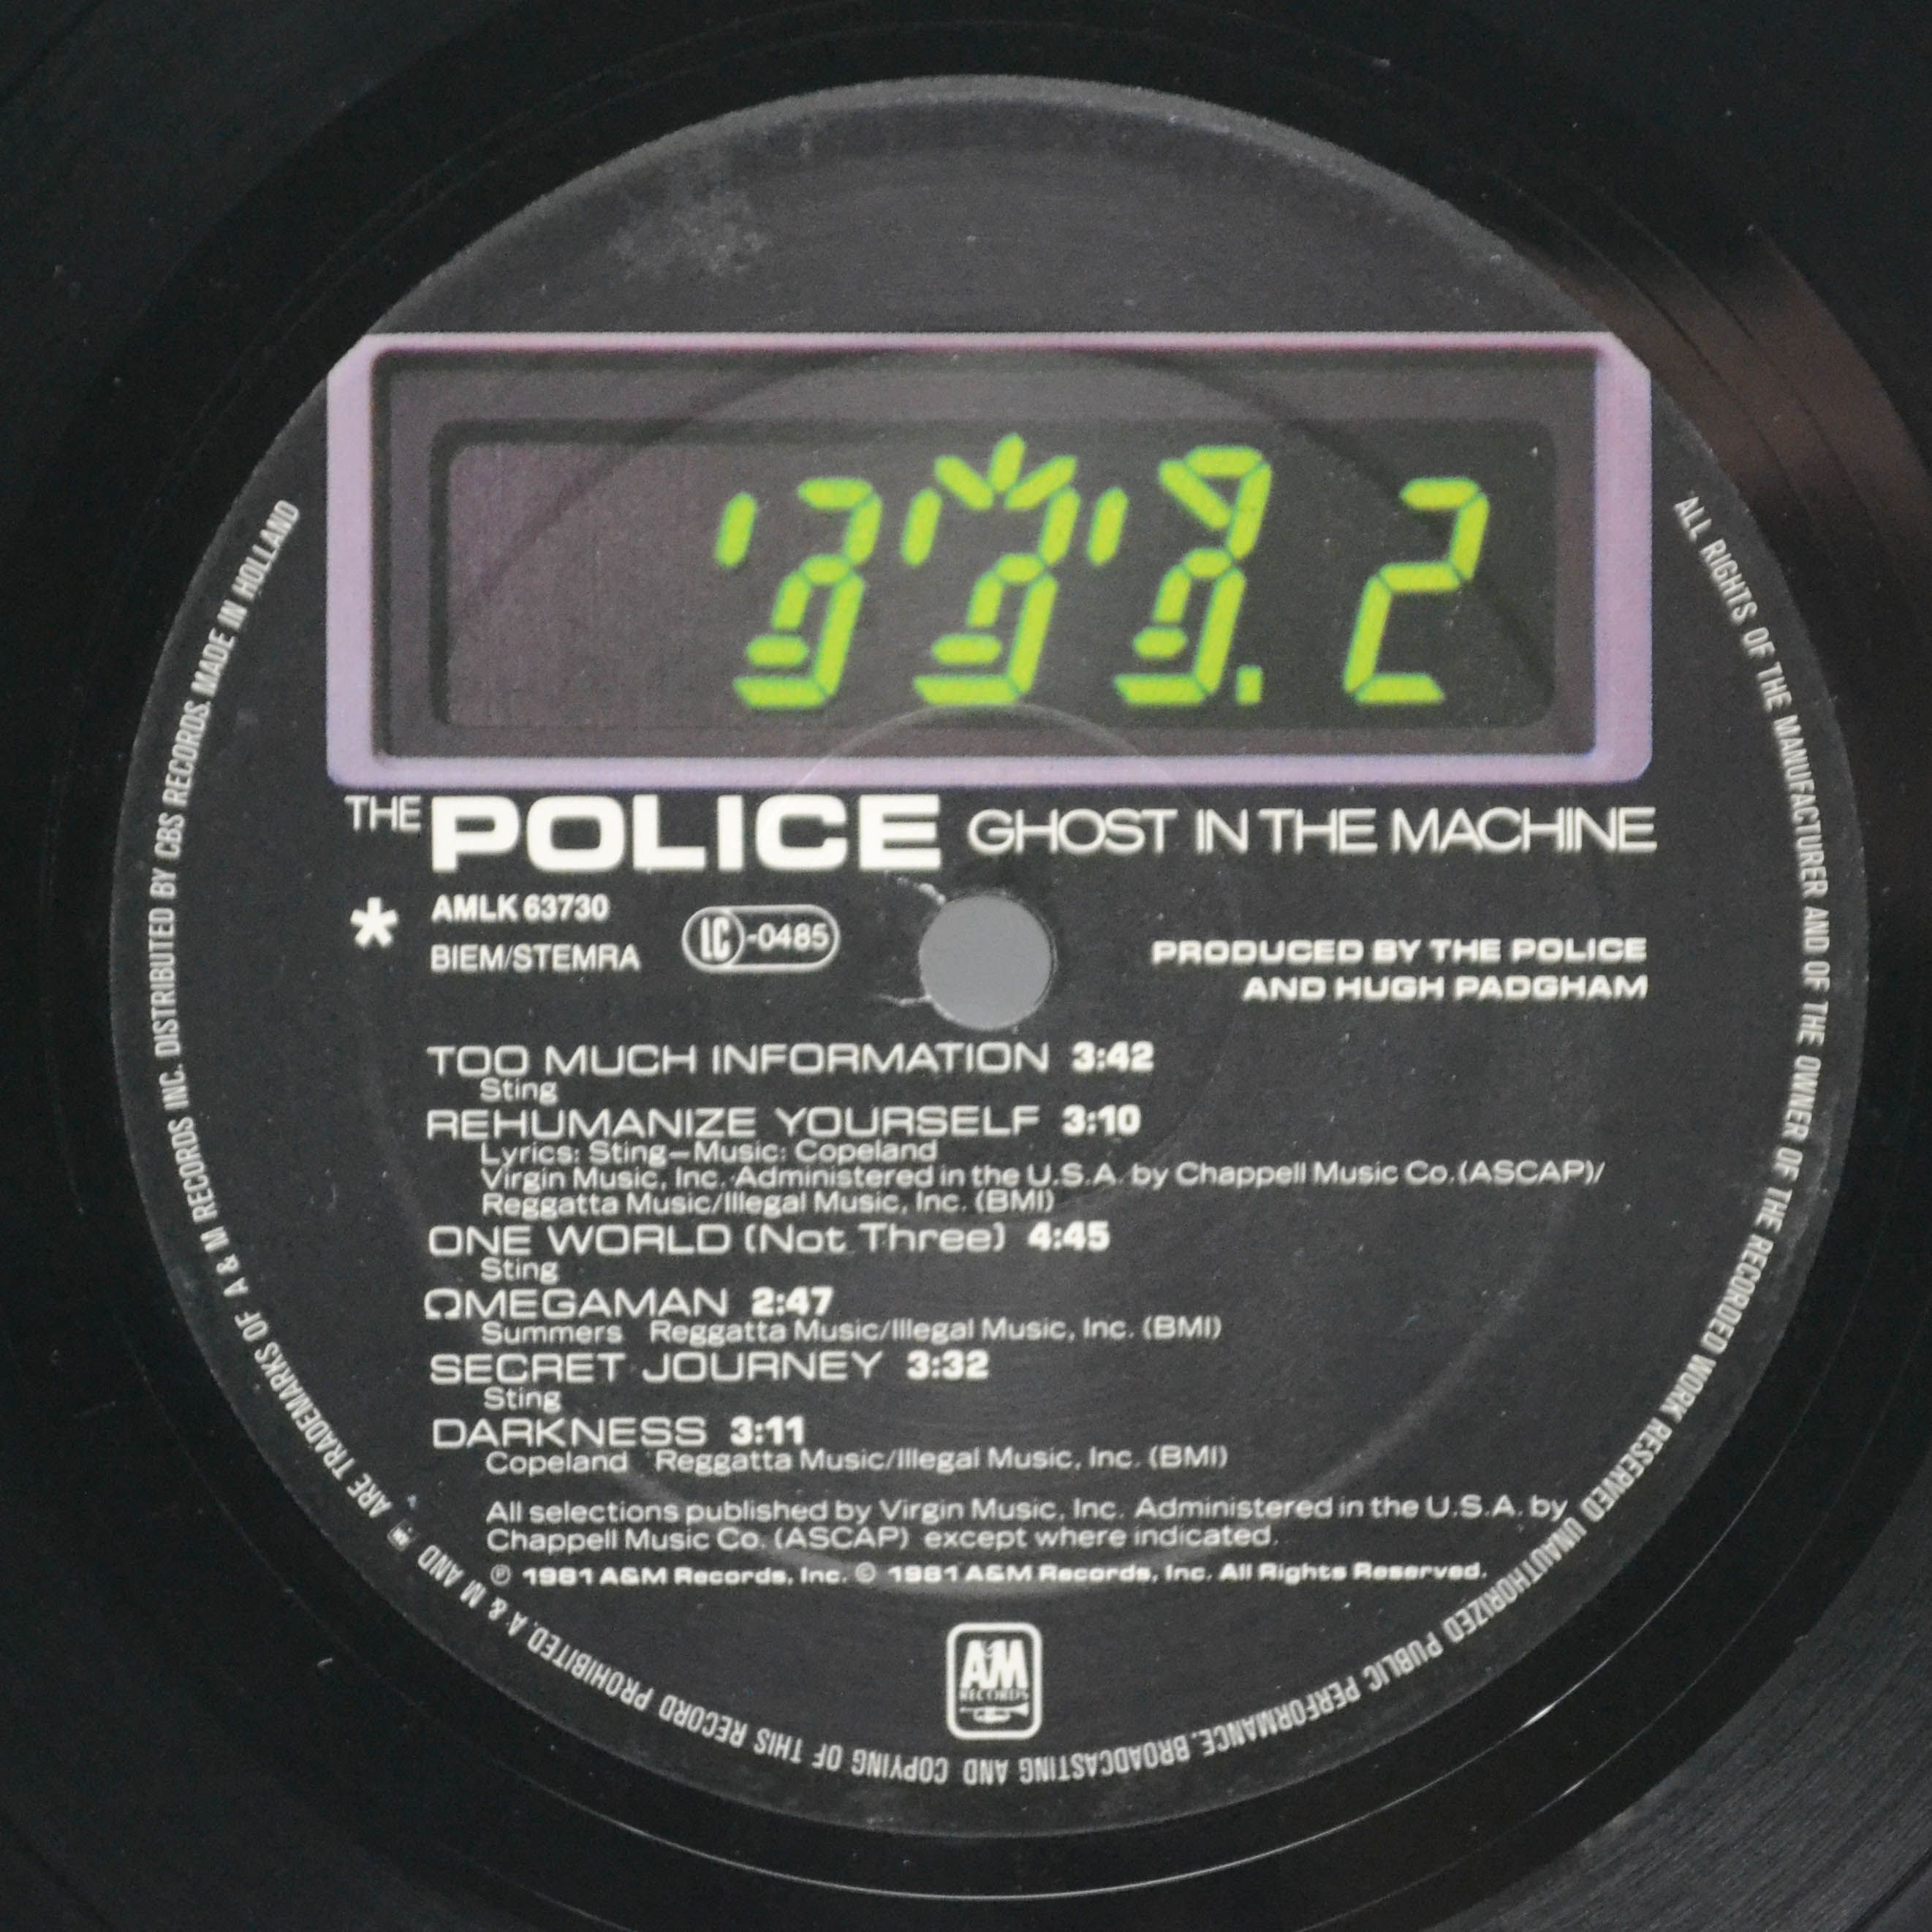 2
THE POLICE GHOST IN THE MACHINE
* AMLK 63730
BIEM/STEMRA
LC-0485
PRODUCED BY THE POLICE
AND HUGH PADGHAM
TOO MUCH INFORMATION 3:42
Sting
REHUMANIZE YOURSELF 3:10
Lyrics: Sting–Music: Copeland
Virgin Music, Inc. Administered in the U.S.A. by Chappell Music Co.(ASCAP)/
Reggatta Music/Illegal Music, Inc. (BMI)
ONE WORLD (Not Three) 4:45
Sting
ΩMEGAMAN 2:47
Summers Reggatta Music/Illegal Music, Inc. (BMI)
SECRET JOURNEY 3:32
Sting
DARKNESS 3:11
Copeland Reggatta Music/Illegal Music, Inc. (BMI)
All selections published by Virgin Music, Inc. Administered in the U.S.A. by
Chappell Music Co. (ASCAP) except where indicated.
℗ 1981 A&M Records, Inc. © 1981 A&M Records, Inc. All Rights Reserved.
A&M
RECORDS
ALL RIGHTS OF THE MANUFACTURER AND OF THE OWNER OF THE RECORDED WORK RESERVED UNAUTHORIZED PUBLIC PERFORMANCE. BROADCASTING AND COPYING OF THIS RECORD PROHIBITED. A & M AND ARE TRADEMARKS OF A & M RECORDS INC. DISTRIBUTED BY CBS RECORDS. MADE IN HOLLAND